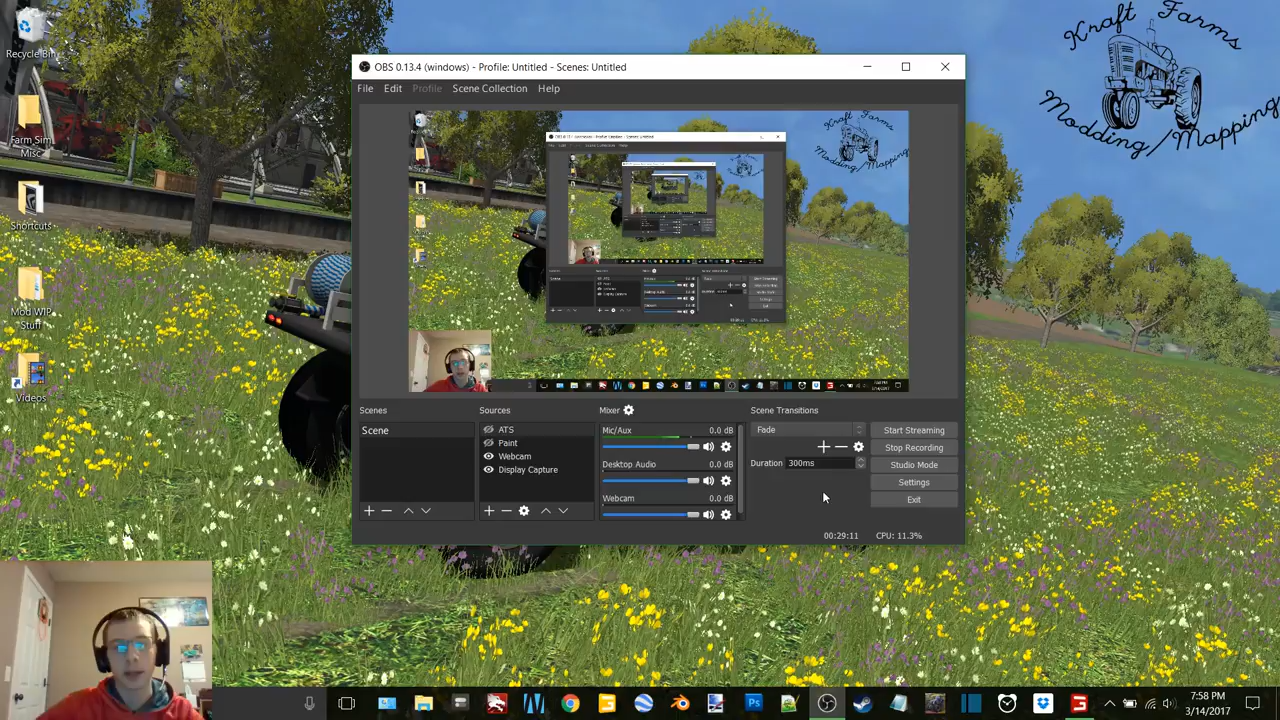 Recycle Bin
Farm Sim
Misc
Shortcuts
Mod WIP
Stuff
Videos
Kraft Farms
Modding/Mapping
OBS 0.13.4 (windows) - Profile: Untitled - Scenes: Untitled
File Edit Profile Scene Collection Help
Kraft Farms
Modding/Mapping
Scenes
Scene
Sources
ATS
Paint
Webcam
Display Capture
Mixer
Mic/Aux 0.0 dB
Desktop Audio 0.0 dB
Webcam 0.0 dB
Scene Transitions
Fade
Duration 300ms
Start Streaming
Stop Recording
Studio Mode
Settings
Exit
00:29:11 CPU: 11.3%
7:58 PM
3/14/2017